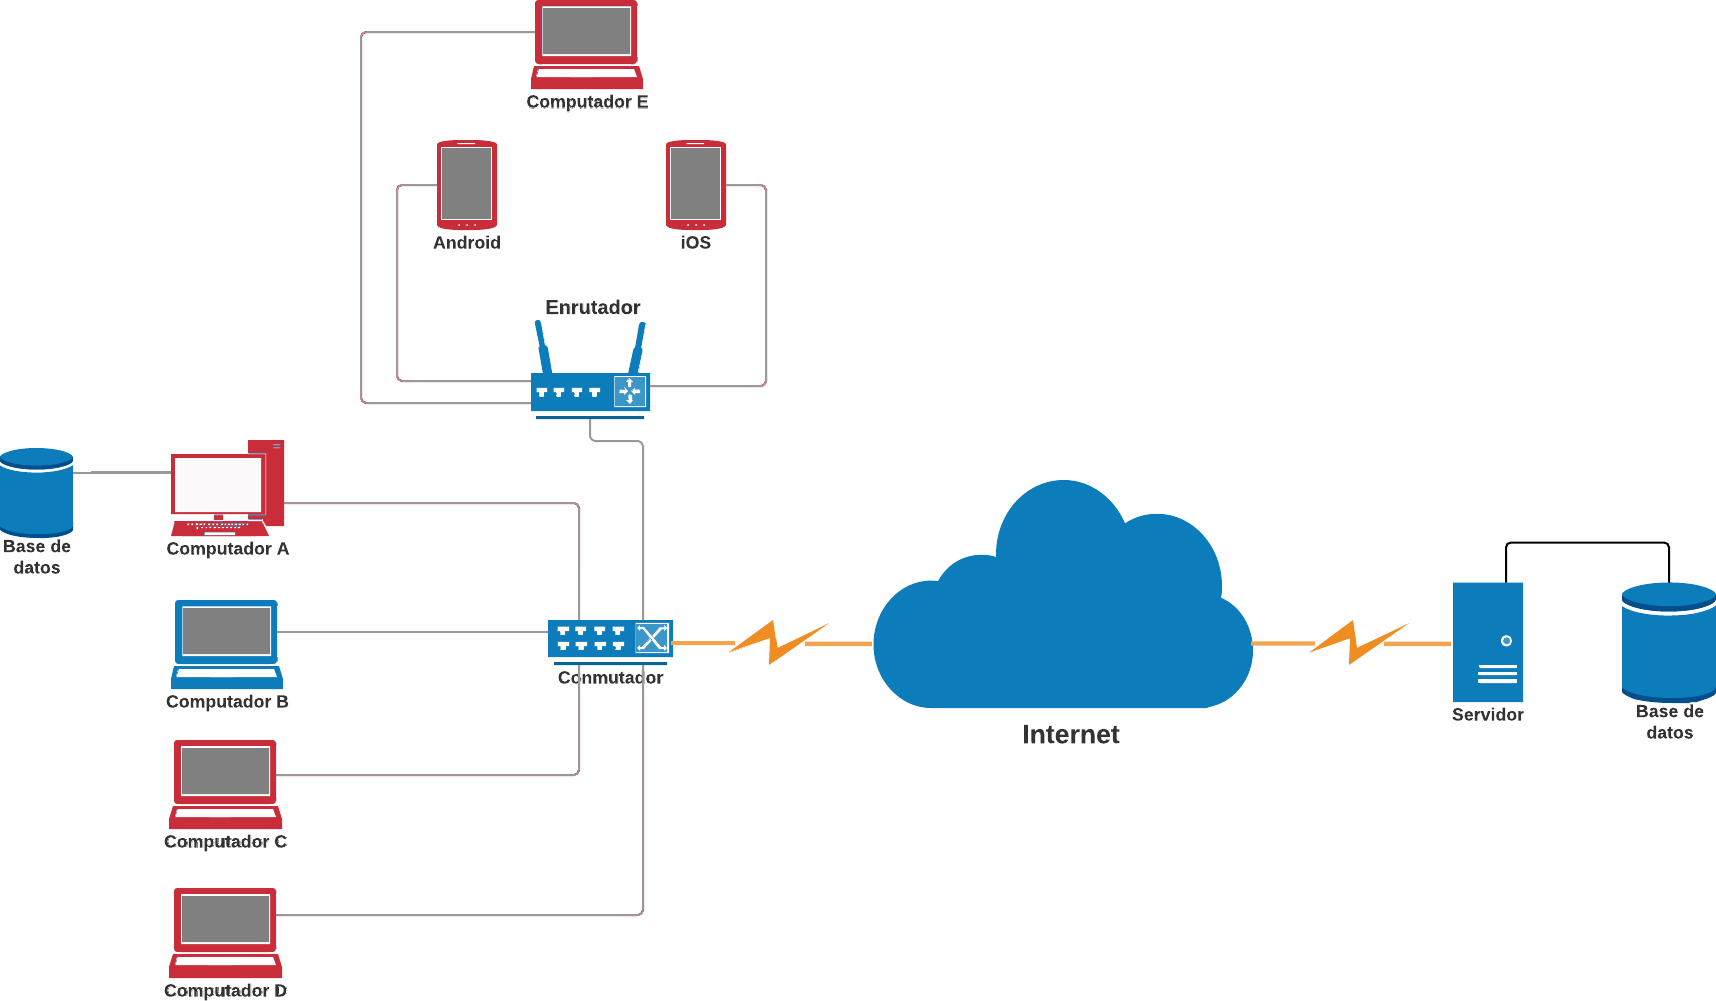 Computador E
Android
iOS
Enrutador
Base de
datos
Computador A
Computador B
Conmutador
Computador C
Computador D
Internet
Servidor
Base de
datos